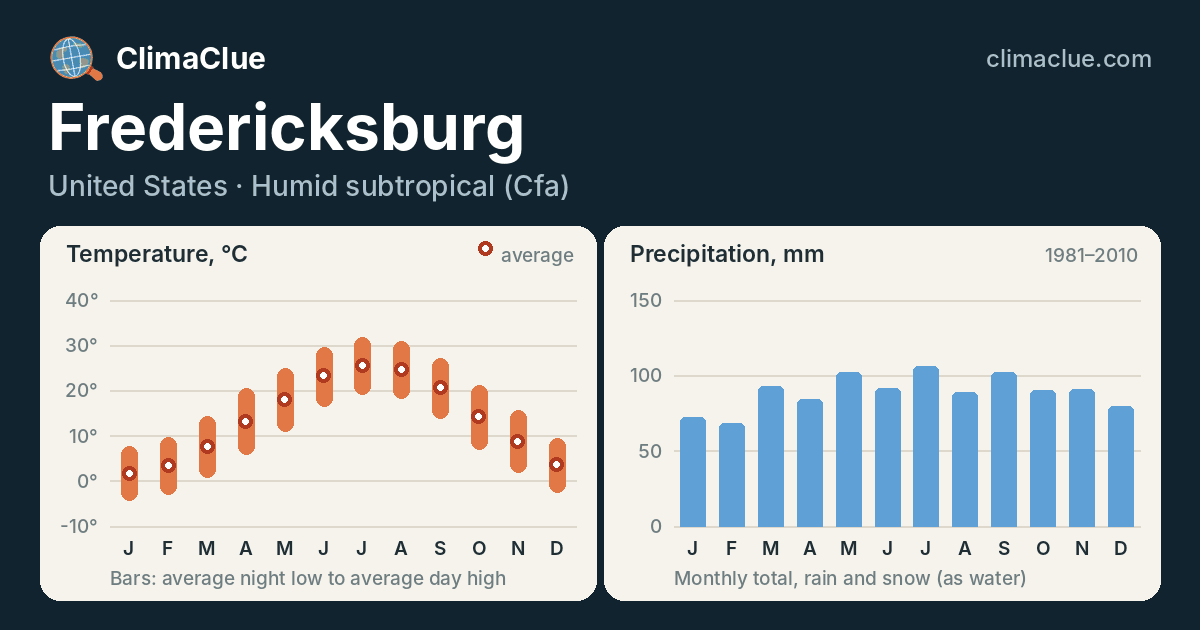 ClimaClue
climaclue.com
Fredericksburg
United States · Humid subtropical (Cfa)
Temperature, °C
average
40°
30°
20°
10°
0°
-10°
J F M A M J J A S O N D
Bars: average night low to average day high
Precipitation, mm
1981–2010
150
100
50
0
J F M A M J J A S O N D
Monthly total, rain and snow (as water)